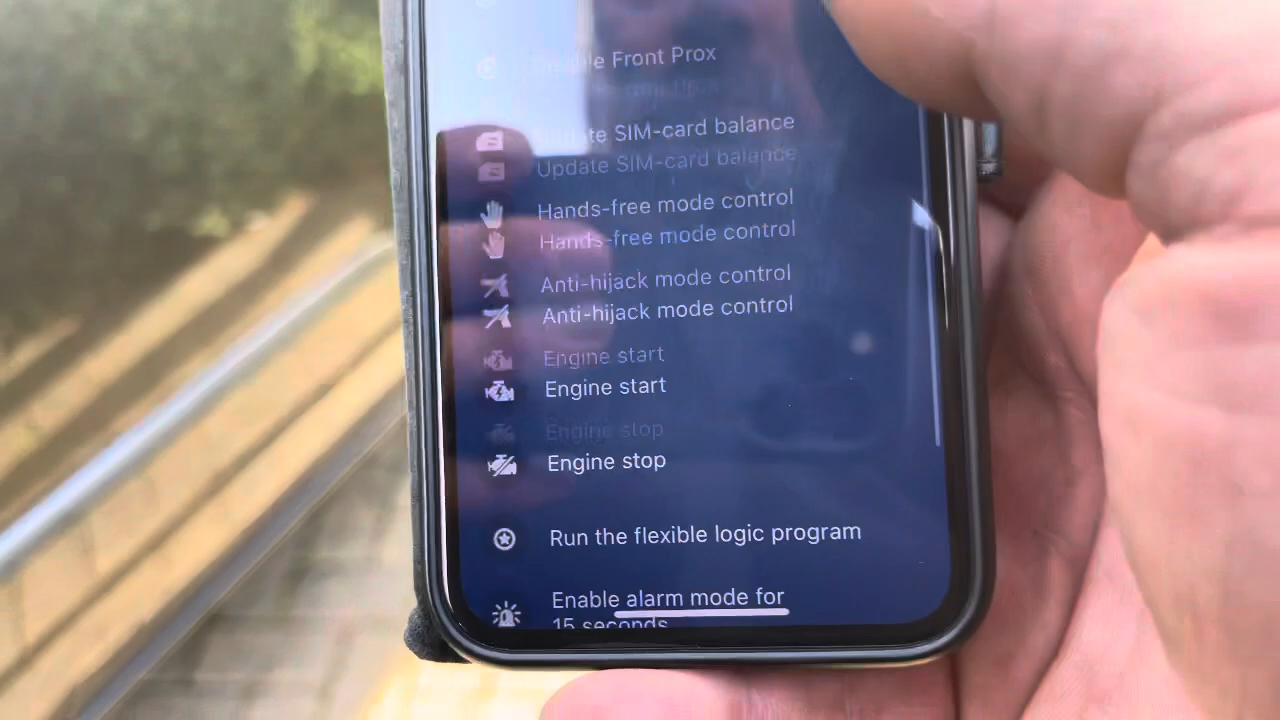 Front Prox
Update SIM-card balance
Update SIM-card balance
Hands-free mode control
Hands-free mode control
Anti-hijack mode control
Anti-hijack mode control
Engine start
Engine start
Engine stop
Engine stop
Run the flexible logic program
Enable alarm mode for
15 seconds